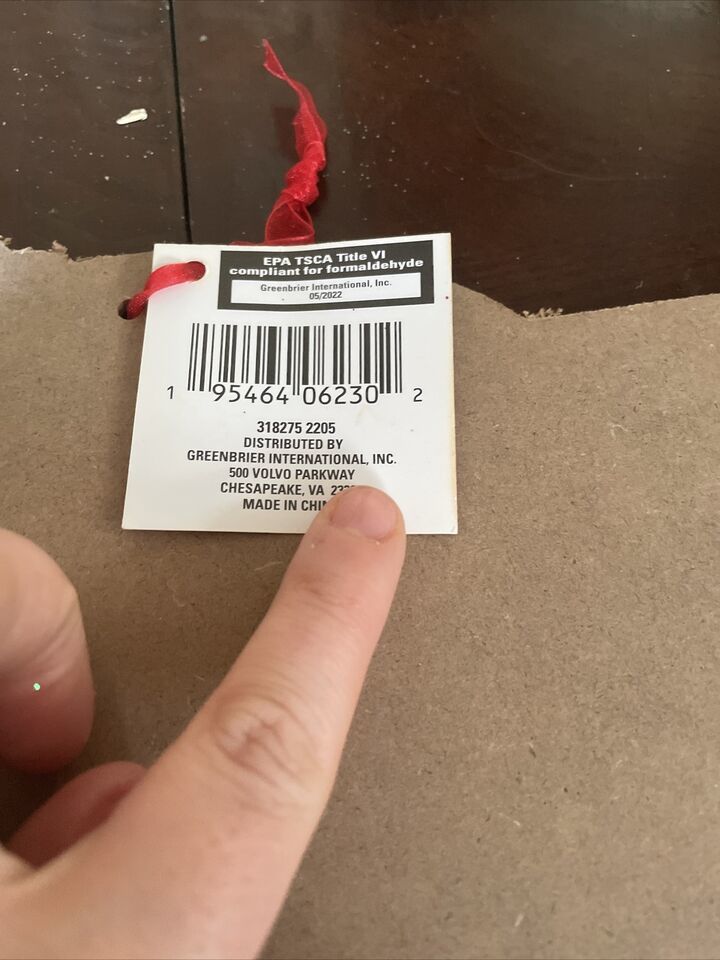 EPA TSCA Title VI
compliant for formaldehyde
Greenbrier International, Inc.
05/2022
1 95464 06230 2
318275 2205
DISTRIBUTED BY
GREENBRIER INTERNATIONAL, INC.
500 VOLVO PARKWAY
CHESAPEAKE, VA
MADE IN